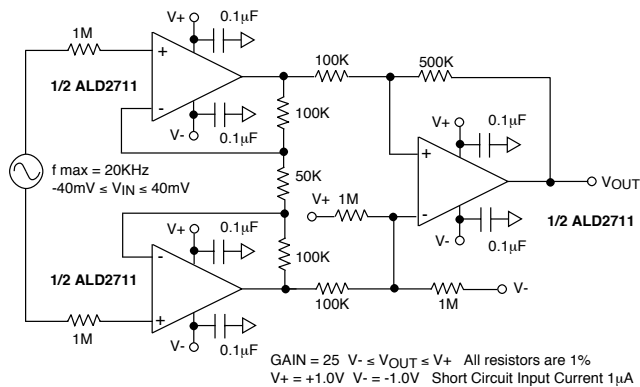 V+
0.1µF
1M
+
1/2 ALD2711
-
V-
0.1µF
100K
100K
500K
V+
0.1µF
f max = 20KHz
-40mV ≤ VIN ≤ 40mV
50K
V+
1M
+
-
VOUT
V-
0.1µF
1/2 ALD2711
V+
0.1µF
-
1/2 ALD2711
100K
100K
1M
V-
+
1M
V-
0.1µF
GAIN = 25 V- ≤ VOUT ≤ V+ All resistors are 1%
V+ = +1.0V V- = -1.0V Short Circuit Input Current 1µA